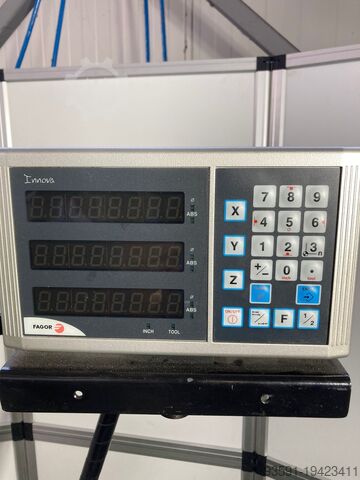 Innova
ABS
ABS
ABS
FAGOR
INCH TOOL
X
Y
Z
7 8 9
4 5 6
1 2 3
+/- 0 .
ON/OFF
F
1/2
93591-19423411